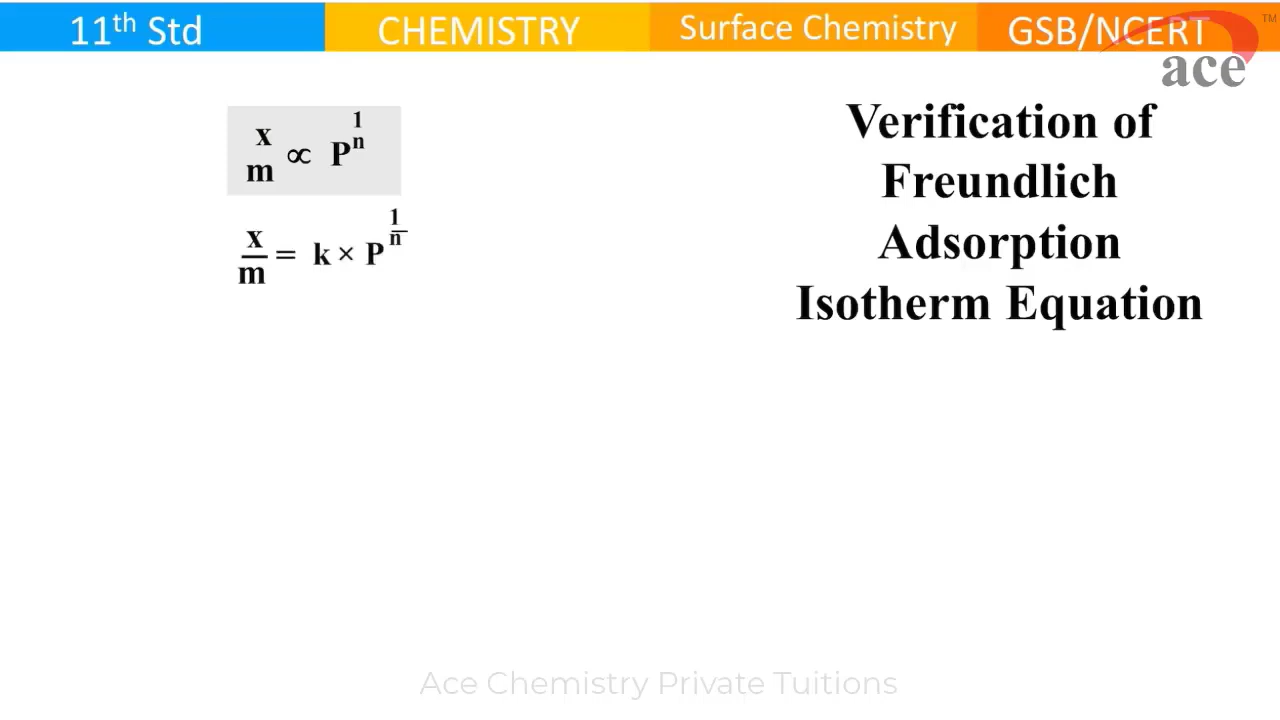 11th Std
CHEMISTRY
Surface Chemistry
GSB/NCERT
TM
ace
x
m
∝ P
1
n
x
m
= k × P
1
n
Verification of
Freundlich
Adsorption
Isotherm Equation
Ace Chemistry Private Tuitions